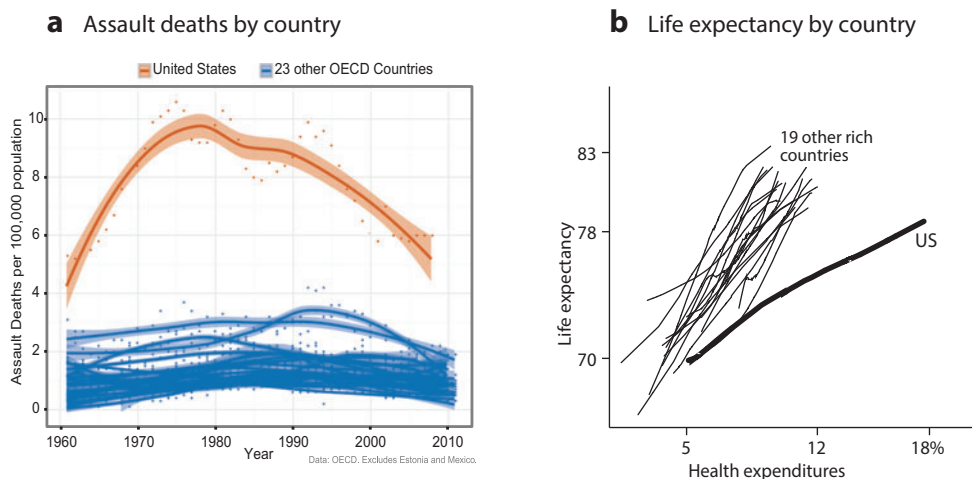 a Assault deaths by country
United States 23 other OECD Countries
Assault Deaths per 100,000 population
10
8
6
4
2
0
1960 1970 1980 1990 2000 2010
Year
Data: OECD. Excludes Estonia and Mexico.
b Life expectancy by country
Life expectancy
83
78
70
19 other rich
countries
US
5 12 18%
Health expenditures